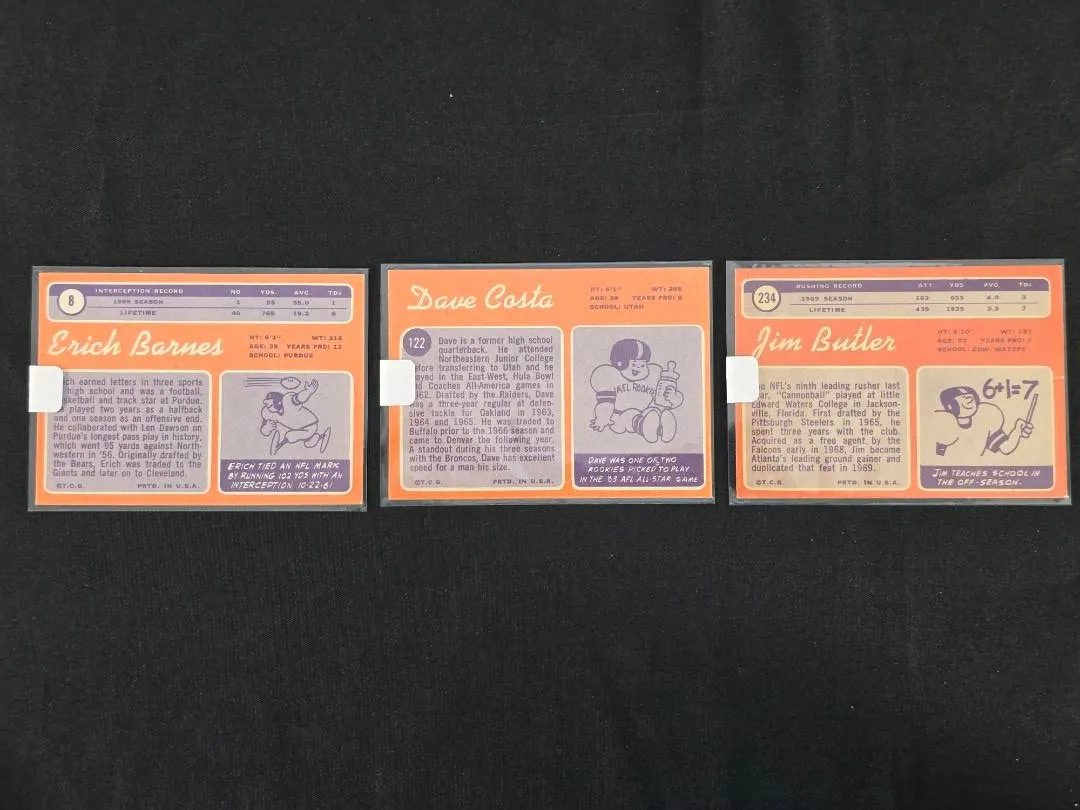 8
INTERCEPTION RECORD NO. YDS. AVG. TDs
1969 SEASON 1 55 55.0 1
LIFETIME 40 768 19.2 6
Erich Barnes
HT: 6'3" WT: 212
AGE: 35 YEARS PRO: 13
SCHOOL: PURDUE
ch earned letters in three sports
high school and was a football,
ketball and track star at Purdue.
played two years as a halfback
and one season as an offensive end.
He collaborated with Len Dawson on
Purdue's longest pass play in history,
which went 95 yards against North-
western in '56. Originally drafted by
the Bears, Erich was traded to the
Giants and later on to Cleveland.
©T.C.G. PRTD. IN U.S.A.
ERICH TIED AN NFL MARK
BY RUNNING 102 YDS WITH AN
INTERCEPTION 10-22-61.
Dave Costa
HT: 6'1"
AGE: 28 YEARS PRO: 8
SCHOOL: UTAH
122
Dave is a former high school
quarterback. He attended
Northeastern Junior College
fore transferring to Utah and he
ayed in the East-West, Hula Bowl
d Coaches All-America games in
62. Drafted by the Raiders, Dave
was a three-year regular at defen-
sive tackle for Oakland in 1963,
1964 and 1965. He was traded to
Buffalo prior to the 1966 season and
came to Denver the following year.
A standout during his three seasons
with the Broncos, Dave has excellent
speed for a man his size.
©T.C.G. PRTD. IN U.S.A.
AFL ROOKIE
DAVE WAS ONE OF TWO
ROOKIES PICKED TO PLAY
IN THE '63 AFL ALL-STAR GAME
234
RUSHING RECORD ATT. YDS. AVG. TDs
1969 SEASON 163 655 4.0 3
LIFETIME 439 1535 3.5 7
Jim Butler
HT: 5'10" WT:
AGE: 27 YEARS PRO:
SCHOOL: EDW. WATERS
e NFL's ninth leading rusher last
ar, "Cannonball" played at little
Edward Waters College in Jackson-
ville, Florida. First drafted by the
Pittsburgh Steelers in 1965, he
spent three years with the club.
Acquired as a free agent by the
Falcons early in 1968, Jim became
Atlanta's leading ground gainer and
duplicated that feat in 1969.
©T.C.G. PRTD. IN U.S.A.
6+1=7
JIM TEACHES SCHOOL IN
THE OFF-SEASON.